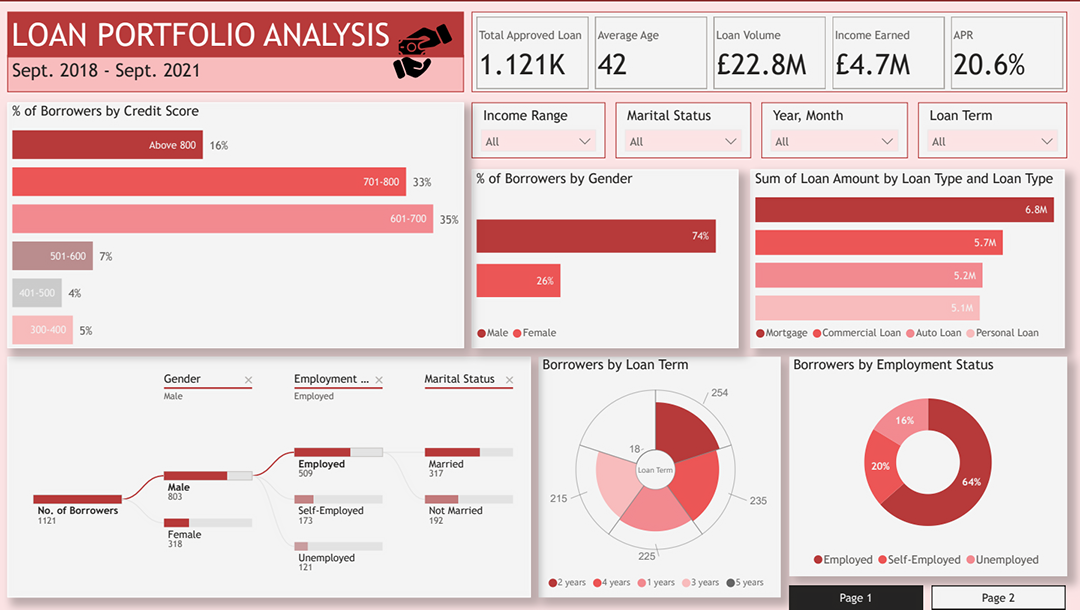 LOAN PORTFOLIO ANALYSIS
Sept. 2018 - Sept. 2021
Total Approved Loan
1.121K
Average Age
42
Loan Volume
£22.8M
Income Earned
£4.7M
APR
20.6%
Income Range
All
Marital Status
All
Year, Month
All
Loan Term
All
% of Borrowers by Credit Score
Above 800 16%
701-800 33%
601-700 35%
501-600 7%
401-500 4%
300-400 5%
% of Borrowers by Gender
74%
26%
Male Female
Sum of Loan Amount by Loan Type and Loan Type
6.8M
5.7M
5.2M
5.1M
Mortgage Commercial Loan Auto Loan Personal Loan
Gender
Male
Employment ...
Employed
Marital Status
No. of Borrowers
1121
Male
803
Female
318
Employed
509
Self-Employed
173
Unemployed
121
Married
317
Not Married
192
Borrowers by Loan Term
254
18
Loan Term
215
235
225
2 years 4 years 1 years 3 years 5 years
Borrowers by Employment Status
16%
20%
64%
Employed Self-Employed Unemployed
Page 1
Page 2